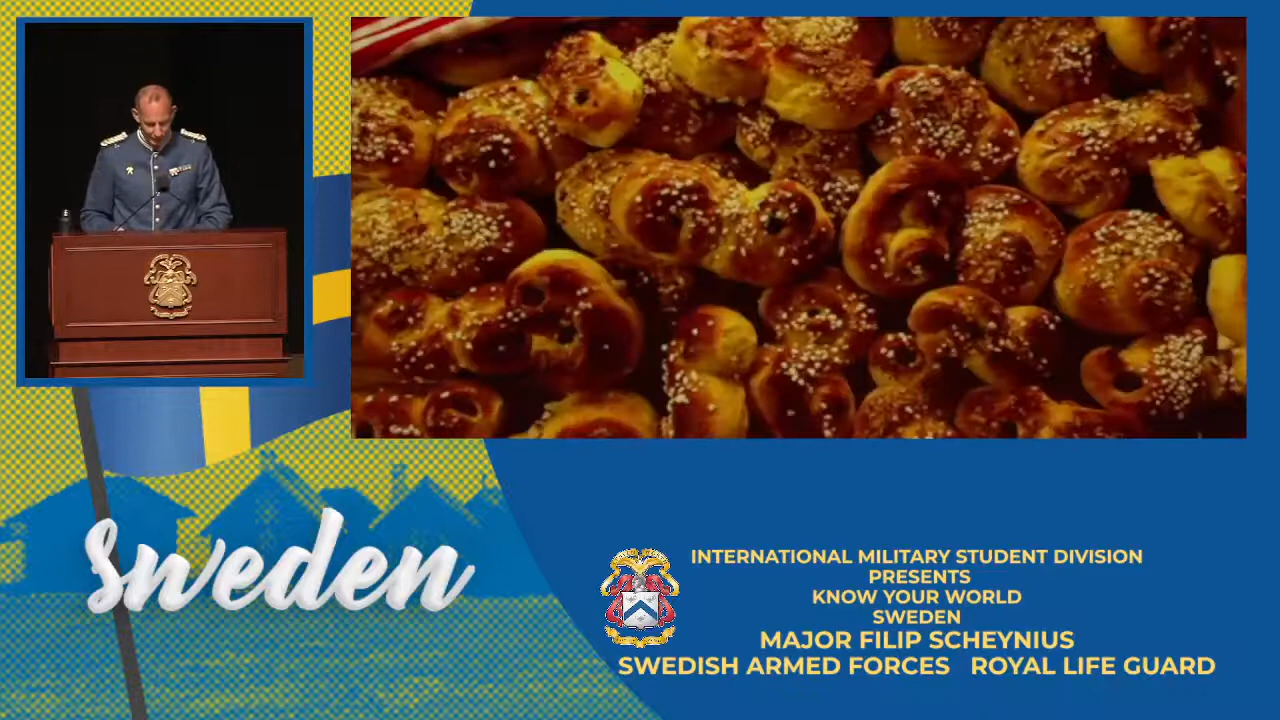 Sweden
INTERNATIONAL MILITARY STUDENT DIVISION
PRESENTS
KNOW YOUR WORLD
SWEDEN
MAJOR FILIP SCHEYNIUS
SWEDISH ARMED FORCES ROYAL LIFE GUARD